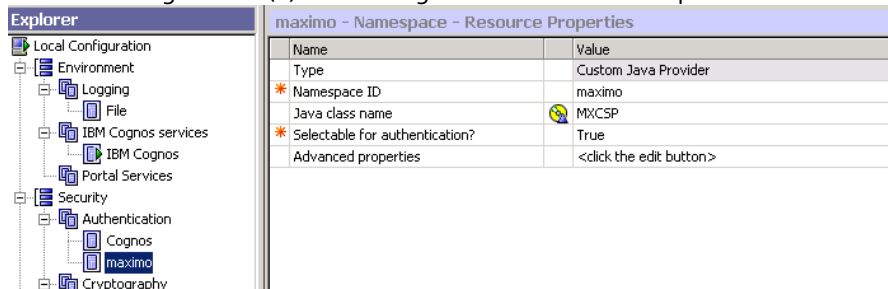 Explorer
maximo - Namespace - Resource Properties
Local Configuration
Environment
Logging
File
IBM Cognos services
IBM Cognos
Portal Services
Security
Authentication
Cognos
maximo
Cryptography
Name Value
Type Custom Java Provider
* Namespace ID maximo
Java class name MXCSP
* Selectable for authentication? True
Advanced properties <click the edit button>